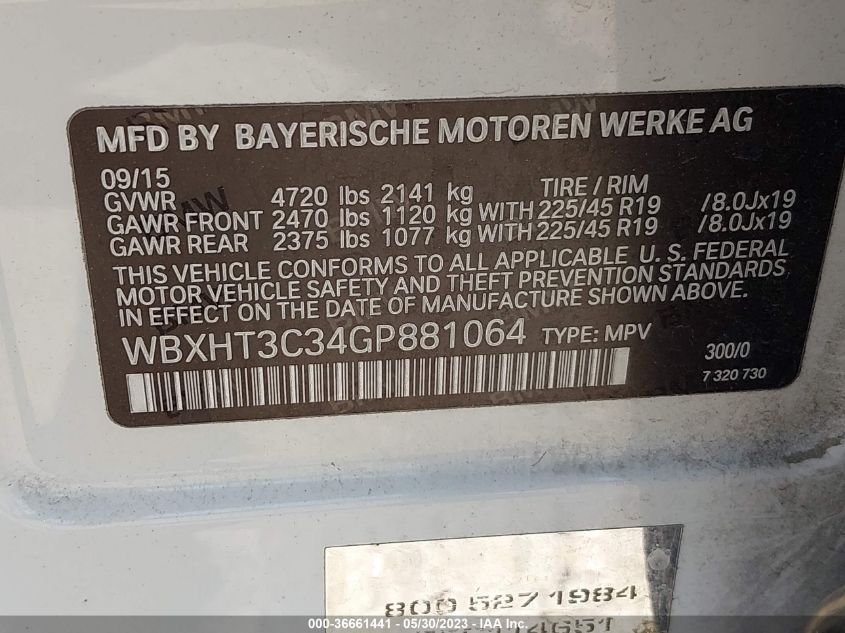 MFD BY BAYERISCHE MOTOREN WERKE AG
09/15 TIRE / RIM
GVWR 4720 lbs 2141 kg
GAWR FRONT 2470 lbs 1120 kg WITH 225/45 R19 /8.0Jx19
GAWR REAR 2375 lbs 1077 kg WITH 225/45 R19 /8.0Jx19
THIS VEHICLE CONFORMS TO ALL APPLICABLE U. S. FEDERAL
MOTOR VEHICLE SAFETY AND THEFT PREVENTION STANDARDS
IN EFFECT ON THE DATE OF MANUFACTURE SHOWN ABOVE.
WBXHT3C34GP881064 TYPE: MPV
300/0
7 320 730
800 5271984
000-36661441 - 05/30/2023 - IAA Inc.